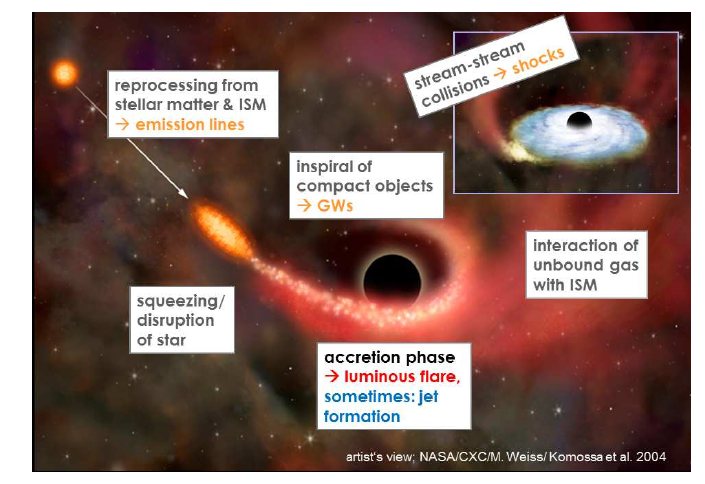 reprocessing from
stellar matter & ISM
→ emission lines
stream-stream
collisions → shocks
inspiral of
compact objects
→ GWs
interaction of
unbound gas
with ISM
squeezing/
disruption
of star
accretion phase
→ luminous flare,
sometimes: jet
formation
artist's view; NASA/CXC/M. Weiss/ Komossa et al. 2004